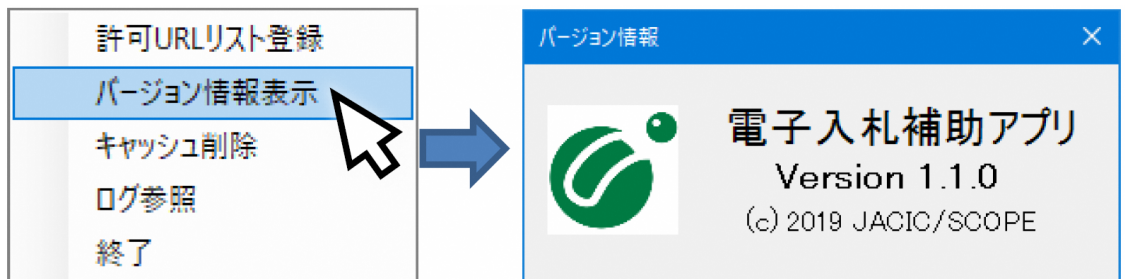 許可URLリスト登録
バージョン情報表示
キャッシュ削除
ログ参照
終了
バージョン情報
電子入札補助アプリ
Version 1.1.0
(c) 2019 JACIC/SCOPE